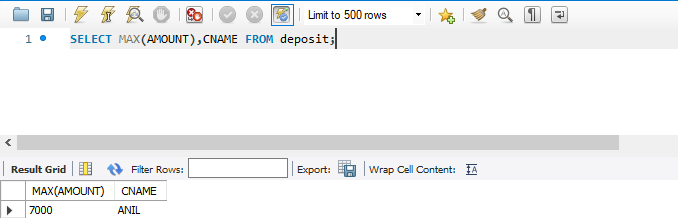 Limit to 500 rows
1 SELECT MAX(AMOUNT),CNAME FROM deposit;
Result Grid Filter Rows: Export: Wrap Cell Content:
MAX(AMOUNT) CNAME
7000 ANIL